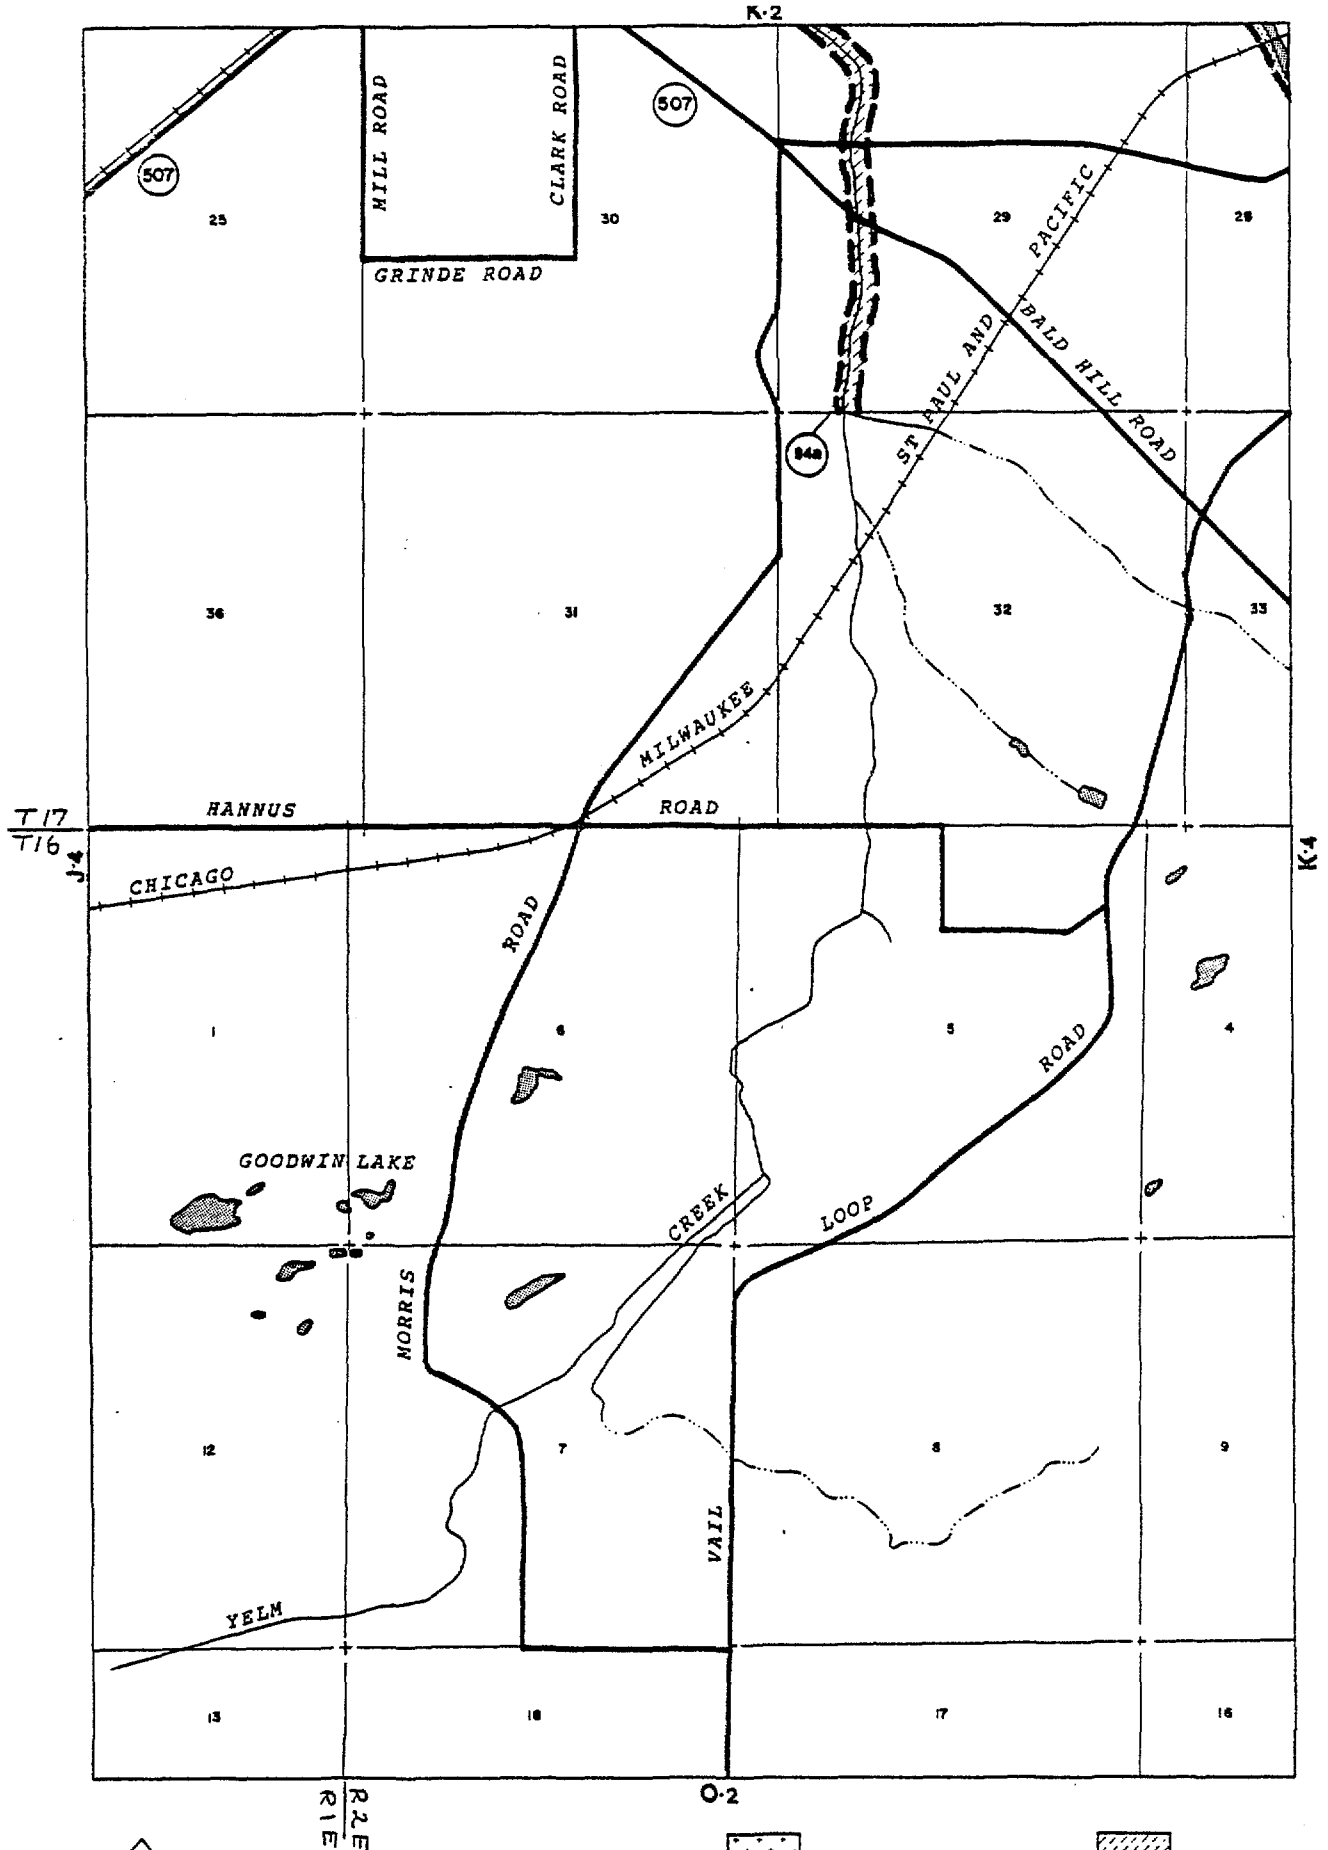 K·2
MILL ROAD
CLARK ROAD
507
507
25
30
29
28
GRINDE ROAD
ST PAUL AND PACIFIC
BALD HILL ROAD
36
31
32
33
MILWAUKEE
T17
T16
HANNUS ROAD
J·4
K·4
CHICAGO
ROAD
1
6
5
4
ROAD
GOODWIN LAKE
CREEK
LOOP
MORRIS
12
7
8
9
VAIL
YELM
13
18
17
16
O·2
R1E
R2E